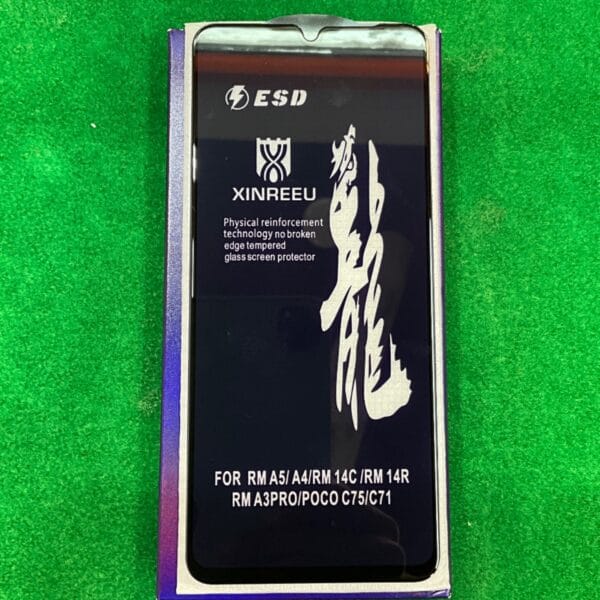 ESD
XINREEU
Physical reinforcement
technology no broken
edge tempered
glass screen protector
龍
FOR RM A5/ A4/RM 14C /RM 14R
RM A3PRO/POCO C75/C71